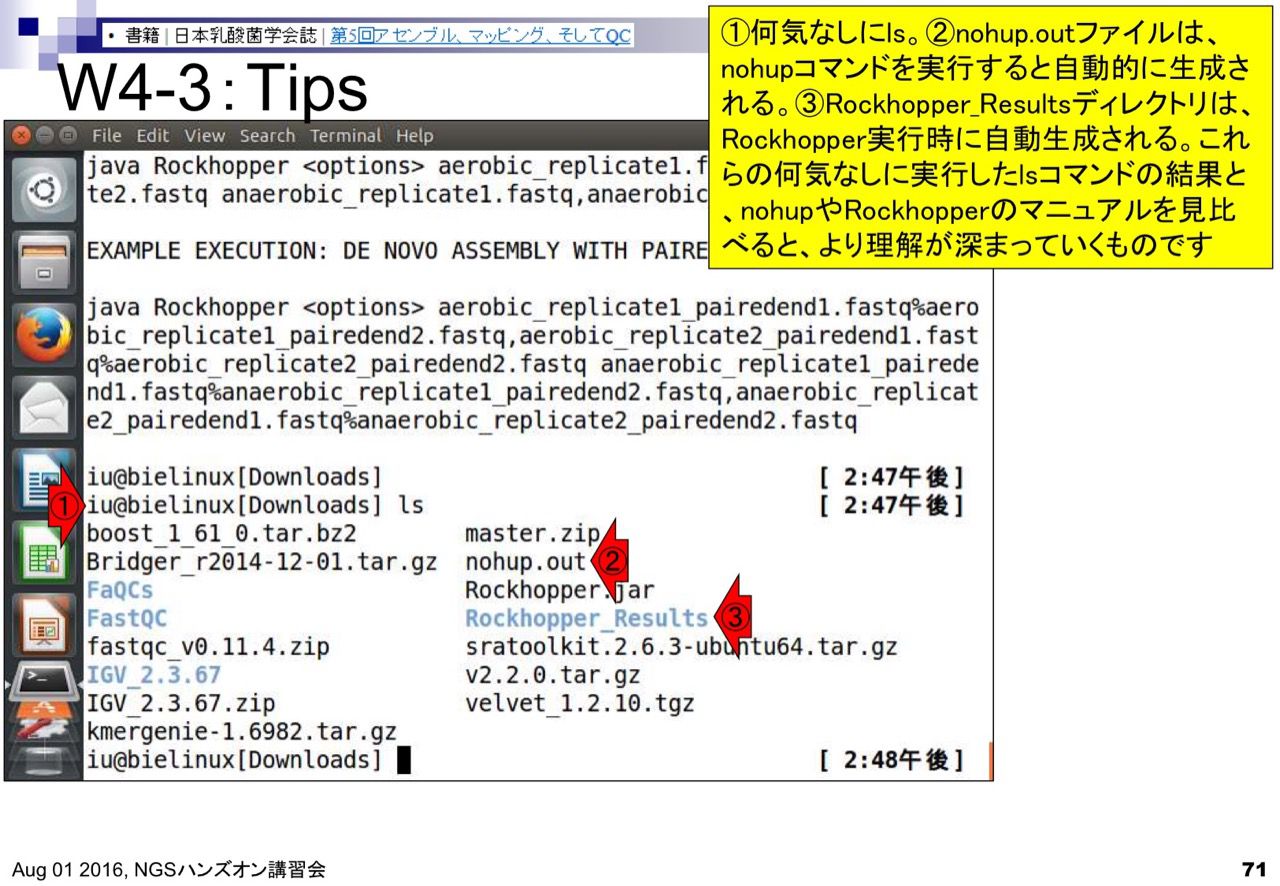 ・ 書籍 | 日本乳酸菌学会誌 | 第5回アセンブル、マッピング、そしてQC
W4-3：Tips
①何気なしにls。②nohup.outファイルは、
nohupコマンドを実行すると自動的に生成さ
れる。③Rockhopper_Resultsディレクトリは、
Rockhopper実行時に自動生成される。これ
らの何気なしに実行したlsコマンドの結果と
、nohupやRockhopperのマニュアルを見比
べると、より理解が深まっていくものです
File Edit View Search Terminal Help
java Rockhopper <options> aerobic_replicate1.f
te2.fastq anaerobic_replicate1.fastq,anaerobic
EXAMPLE EXECUTION: DE NOVO ASSEMBLY WITH PAIRE
java Rockhopper <options> aerobic_replicate1_pairedend1.fastq%aero
bic_replicate1_pairedend2.fastq,aerobic_replicate2_pairedend1.fast
q%aerobic_replicate2_pairedend2.fastq anaerobic_replicate1_pairede
nd1.fastq%anaerobic_replicate1_pairedend2.fastq,anaerobic_replicat
e2_pairedend1.fastq%anaerobic_replicate2_pairedend2.fastq
iu@bielinux[Downloads] [ 2:47午後]
① iu@bielinux[Downloads] ls [ 2:47午後]
boost_1_61_0.tar.bz2 master.zip
Bridger_r2014-12-01.tar.gz nohup.out ②
FaQCs Rockhopper.jar
FastQC Rockhopper_Results ③
fastqc_v0.11.4.zip sratoolkit.2.6.3-ubuntu64.tar.gz
IGV_2.3.67 v2.2.0.tar.gz
IGV_2.3.67.zip velvet_1.2.10.tgz
kmergenie-1.6982.tar.gz
iu@bielinux[Downloads] [ 2:48午後]
Aug 01 2016, NGSハンズオン講習会
71